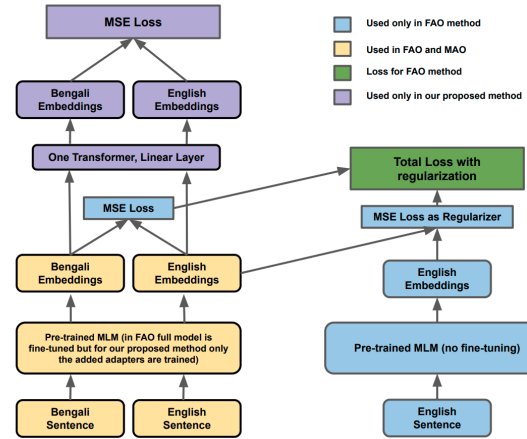 MSE Loss
Used only in FAO method
Used in FAO and MAO
Loss for FAO method
Used only in our proposed method
Bengali
Embeddings
English
Embeddings
One Transformer, Linear Layer
Total Loss with
regularization
MSE Loss
MSE Loss as Regularizer
Bengali
Embeddings
English
Embeddings
English
Embeddings
Pre-trained MLM (in FAO full model is
fine-tuned but for our proposed method only
the added adapters are trained)
Pre-trained MLM (no fine-tuning)
Bengali
Sentence
English
Sentence
English
Sentence